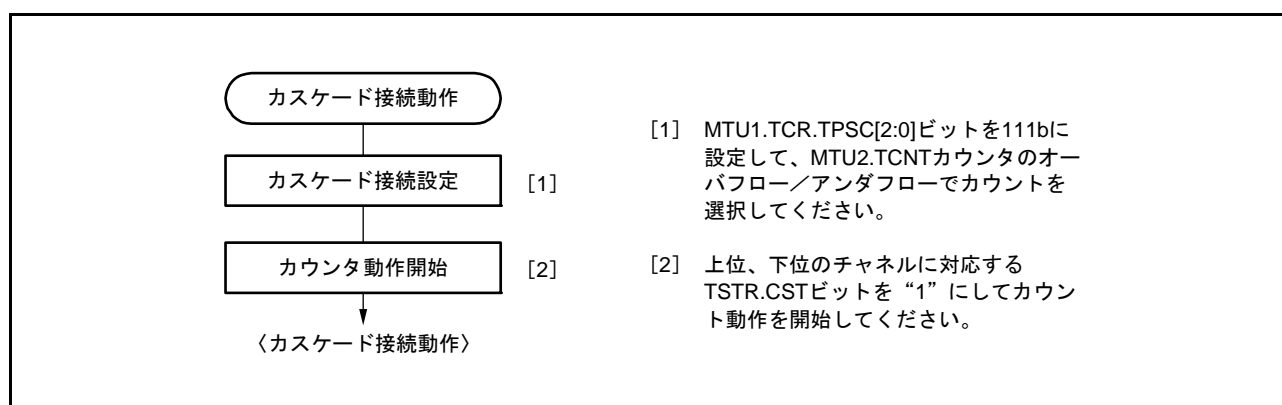 カスケード接続動作
カスケード接続設定 [1]
カウンタ動作開始 [2]
〈カスケード接続動作〉
[1] MTU1.TCR.TPSC[2:0]ビットを111bに
設定して、MTU2.TCNTカウンタのオー
バフロー／アンダフローでカウントを
選択してください。
[2] 上位、下位のチャネルに対応する
TSTR.CSTビットを“1”にしてカウン
ト動作を開始してください。